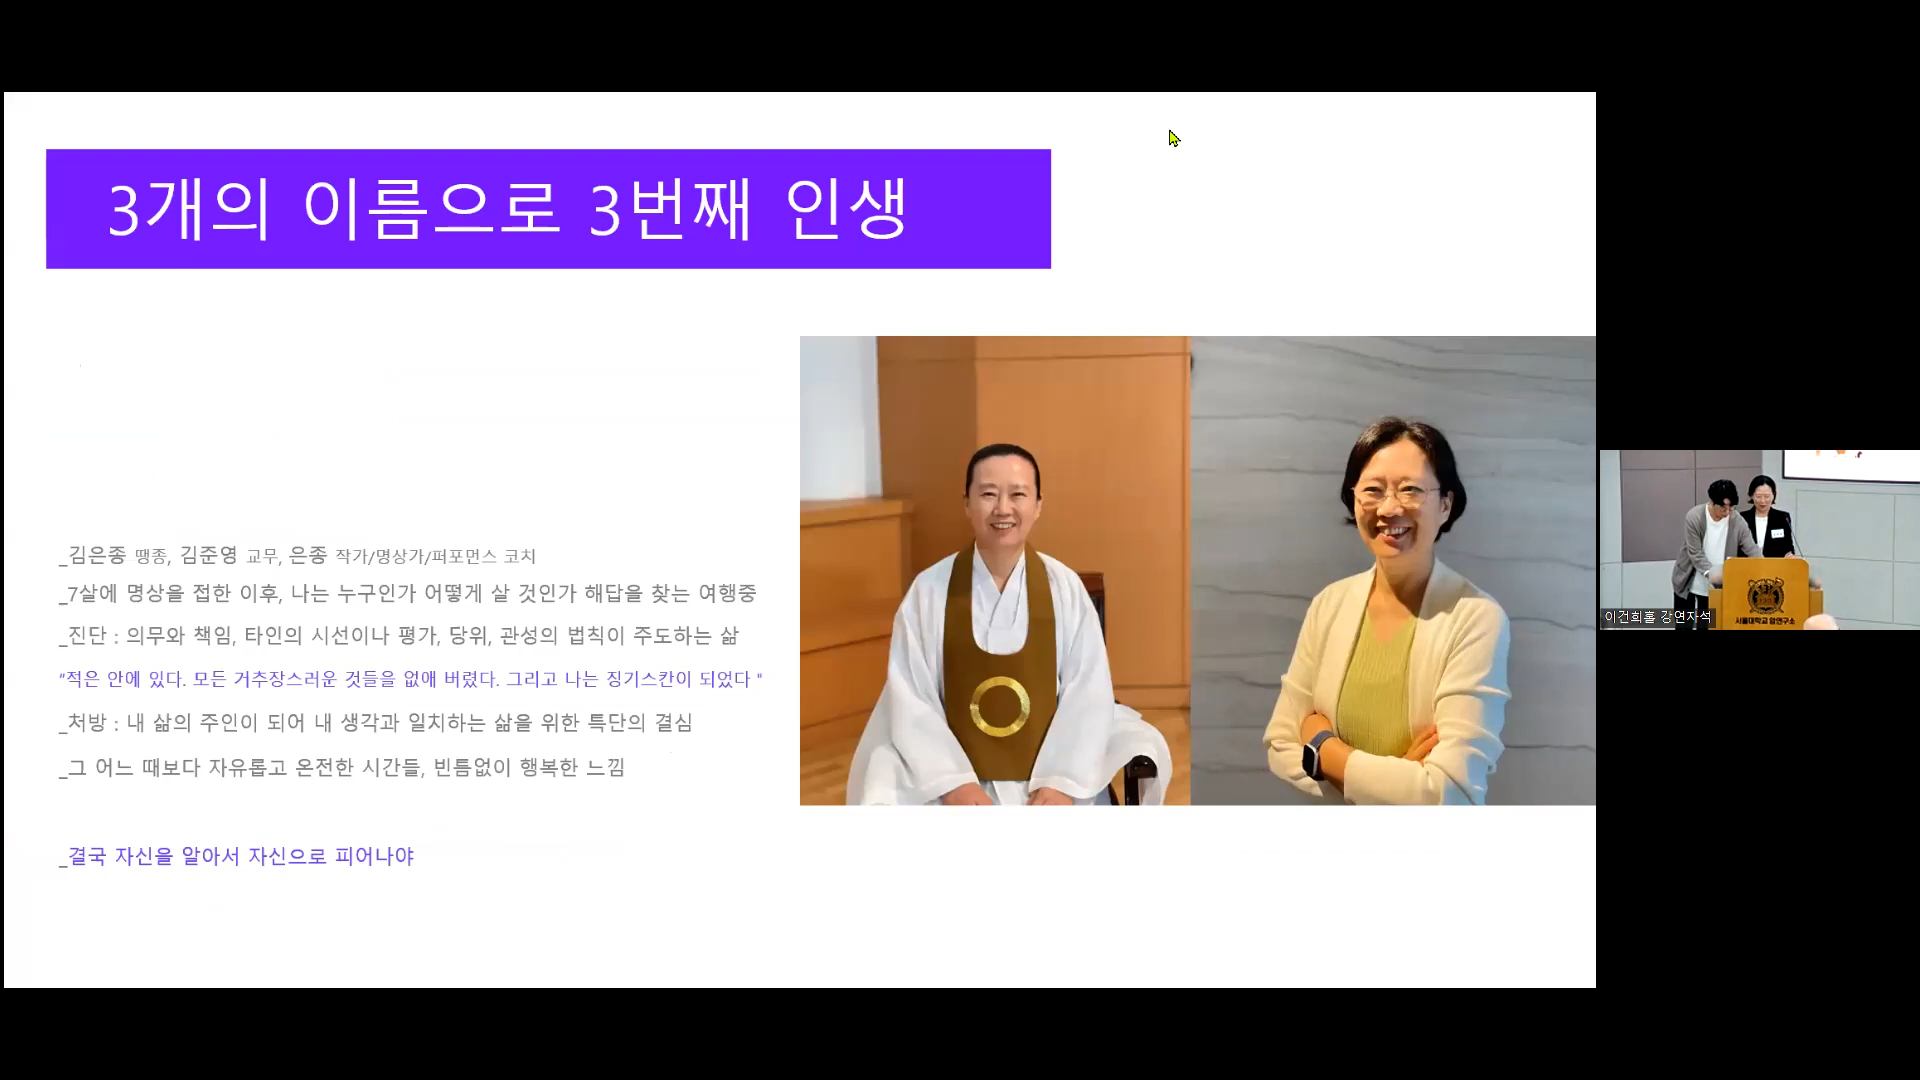 3개의 이름으로 3번째 인생
_김은종 땡종, 김준영 교무, 은종 작가/명상가/퍼포먼스 코치
_7살에 명상을 접한 이후, 나는 누구인가 어떻게 살 것인가 해답을 찾는 여행중
_진단 : 의무와 책임, 타인의 시선이나 평가, 당위, 관성의 법칙이 주도하는 삶
“적은 안에 있다. 모든 거추장스러운 것들을 없애 버렸다. 그리고 나는 징기스칸이 되었다 "
_처방 : 내 삶의 주인이 되어 내 생각과 일치하는 삶을 위한 특단의 결심
_그 어느 때보다 자유롭고 온전한 시간들, 빈틈없이 행복한 느낌
_결국 자신을 알아서 자신으로 피어나야
이건희홀 강연자석
서울대학교 암연구소